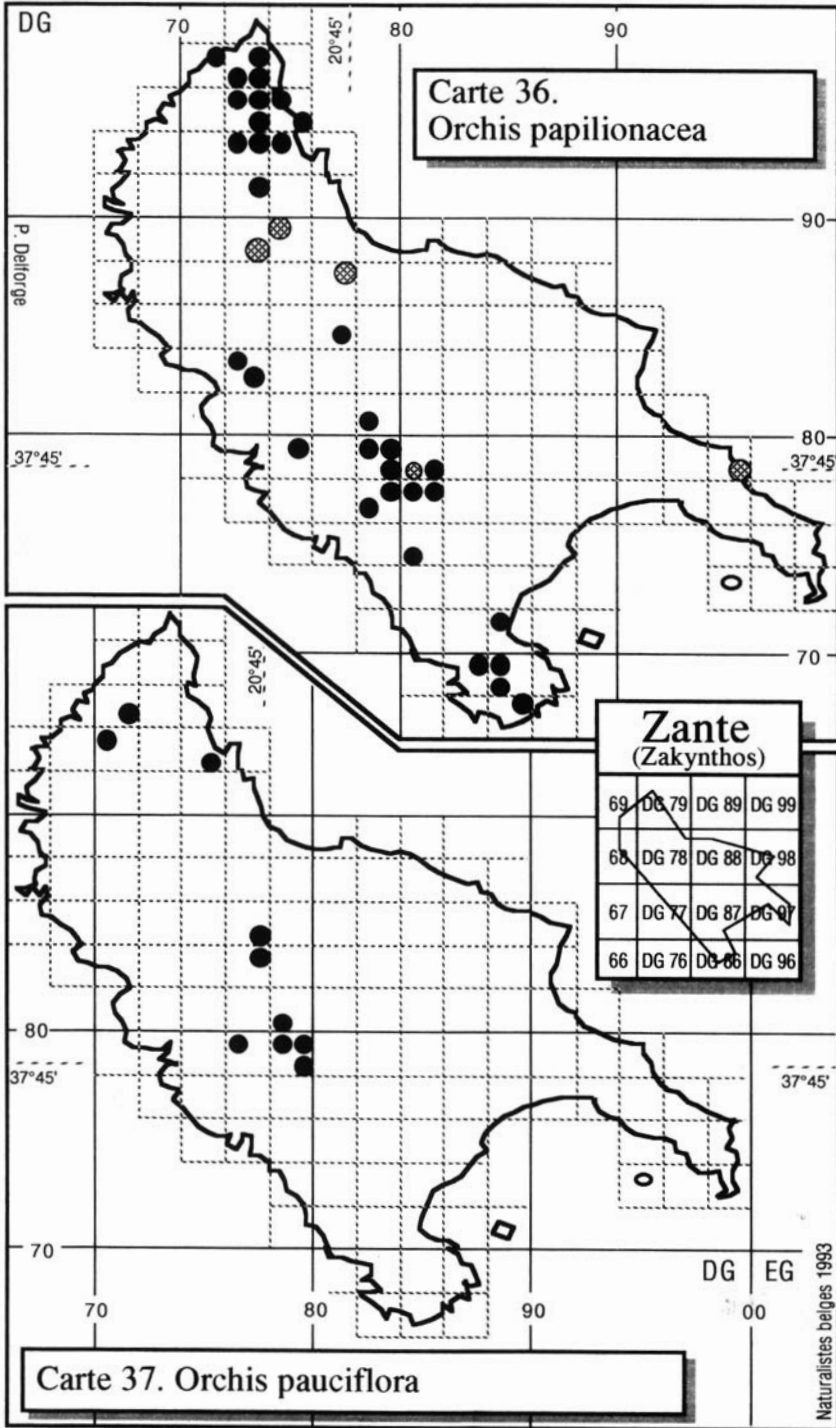 DG
70
80
90
20°45'
Carte 36.
Orchis papilionacea
P. Delforge
90
80
37°45'
37°45'
70
20°45'
Zante
(Zakynthos)
69 DG 79 DG 89 DG 99
68 DG 78 DG 88 DG 98
67 DG 77 DG 87 DG 97
66 DG 76 DG 86 DG 96
80
37°45'
37°45'
70
DG EG
70
80
90
00
Carte 37. Orchis pauciflora
Naturalistes belges 1993